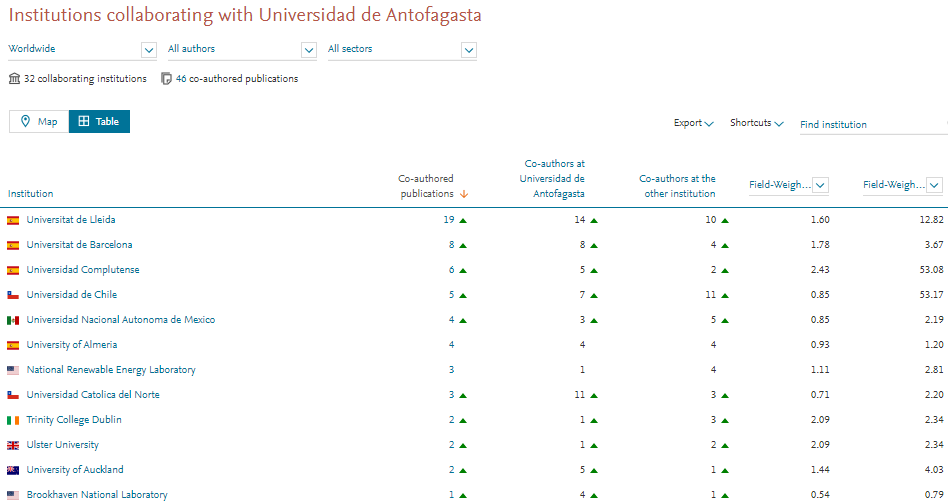 Institutions collaborating with Universidad de Antofagasta
Worldwide All authors All sectors
32 collaborating institutions 46 co-authored publications
Map Table
Export Shortcuts Find institution
Institution Co-authored publications Co-authors at Universidad de Antofagasta Co-authors at the other institution Field-Weigh... Field-Weigh...
Universitat de Lleida 19 14 10 1.60 12.82
Universitat de Barcelona 8 8 4 1.78 3.67
Universidad Complutense 6 5 2 2.43 53.08
Universidad de Chile 5 7 11 0.85 53.17
Universidad Nacional Autonoma de Mexico 4 3 5 0.85 2.19
University of Almeria 4 4 4 0.93 1.20
National Renewable Energy Laboratory 3 1 4 1.11 2.81
Universidad Catolica del Norte 3 11 3 0.71 2.20
Trinity College Dublin 2 1 3 2.09 2.34
Ulster University 2 1 2 2.09 2.34
University of Auckland 2 5 1 1.44 4.03
Brookhaven National Laboratory 1 4 1 0.54 0.79